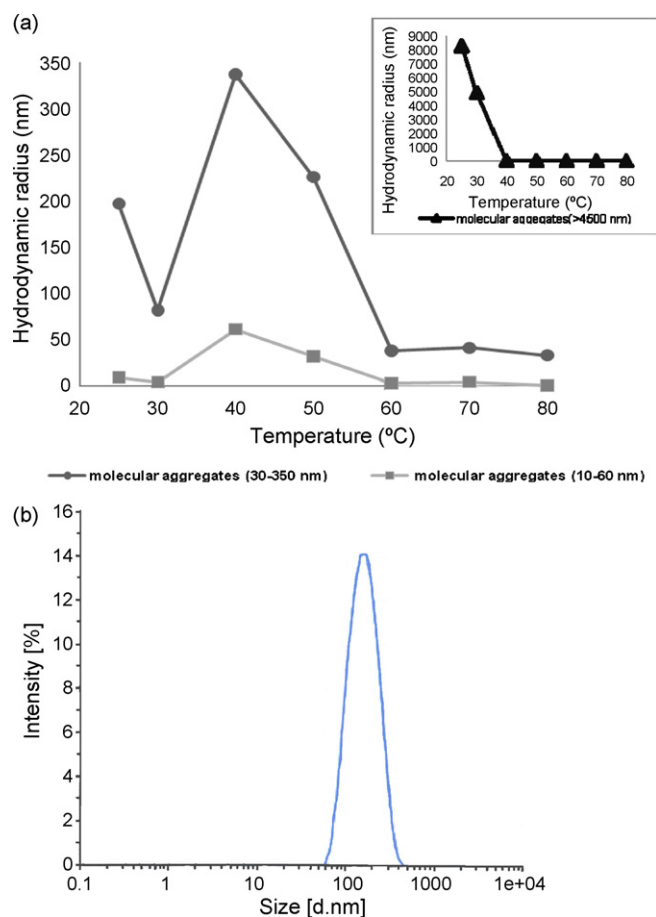 (a)
Hydrodynamic radius (nm)
350
300
250
200
150
100
50
0
20 30 40 50 60 70 80
Temperature (ºC)
Hydrodynamic radius (nm)
9000
8000
7000
6000
5000
4000
3000
2000
1000
0
20 30 40 50 60 70 80
Temperature (ºC)
molecular aggregates(>4500 nm)
molecular aggregates (30-350 nm) molecular aggregates (10-60 nm)
(b)
Intensity [%]
16
14
12
10
8
6
4
2
0
0.1 1 10 100 1000 1e+04
Size [d.nm]